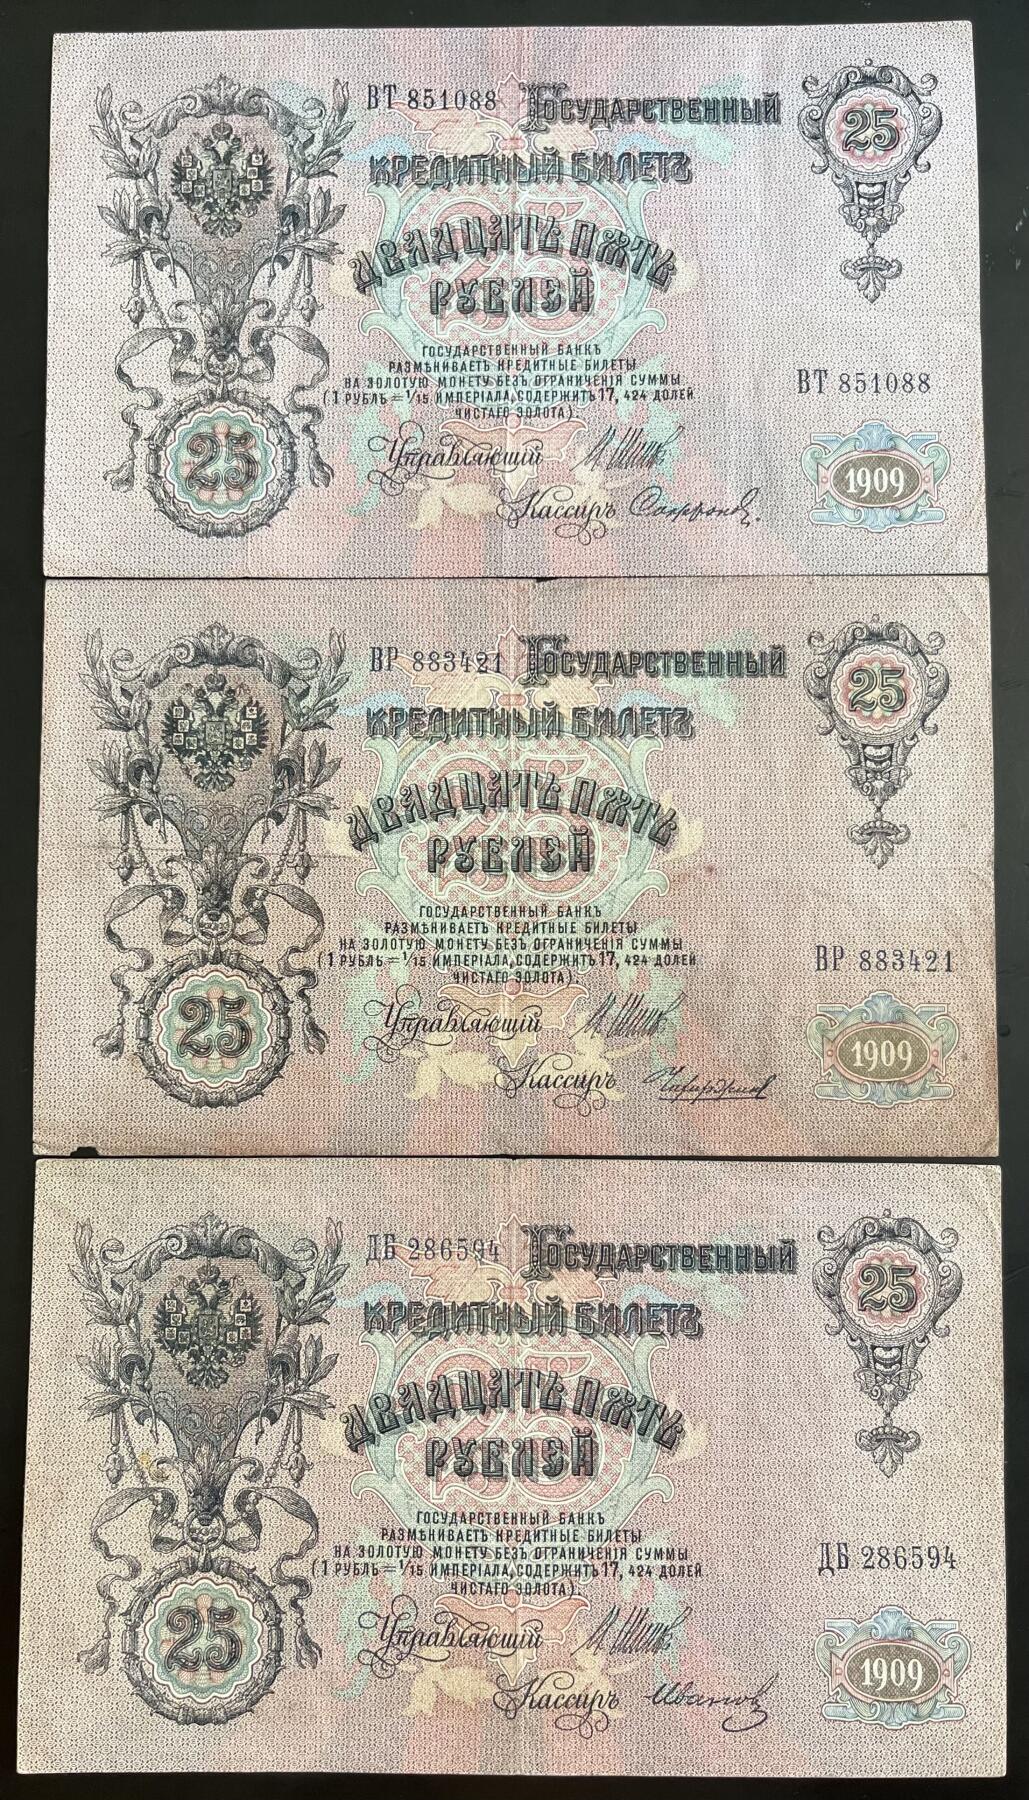 ВТ 851088 Государственный
25
кредитный билетъ
двадцать пять
рублей
Государственный банкъ
размѣниваетъ кредитные билеты
на золотую монету безъ ограниченія суммы
(1 рубль = 1/15 имперіала, содержитъ 17,424 долей
чистаго золота).
ВТ 851088
25
Управляющій
1909
Кассиръ Софронов
ВР 883421 Государственный
25
кредитный билетъ
двадцать пять
рублей
Государственный банкъ
размѣниваетъ кредитные билеты
на золотую монету безъ ограниченія суммы
(1 рубль = 1/15 имперіала, содержитъ 17,424 долей
чистаго золота).
ВР 883421
25
Управляющій
1909
Кассиръ
ДБ 286594 Государственный
25
кредитный билетъ
двадцать пять
рублей
Государственный банкъ
размѣниваетъ кредитные билеты
на золотую монету безъ ограниченія суммы
(1 рубль = 1/15 имперіала, содержитъ 17,424 долей
чистаго золота).
ДБ 286594
25
Управляющій
1909
Кассиръ Иванов